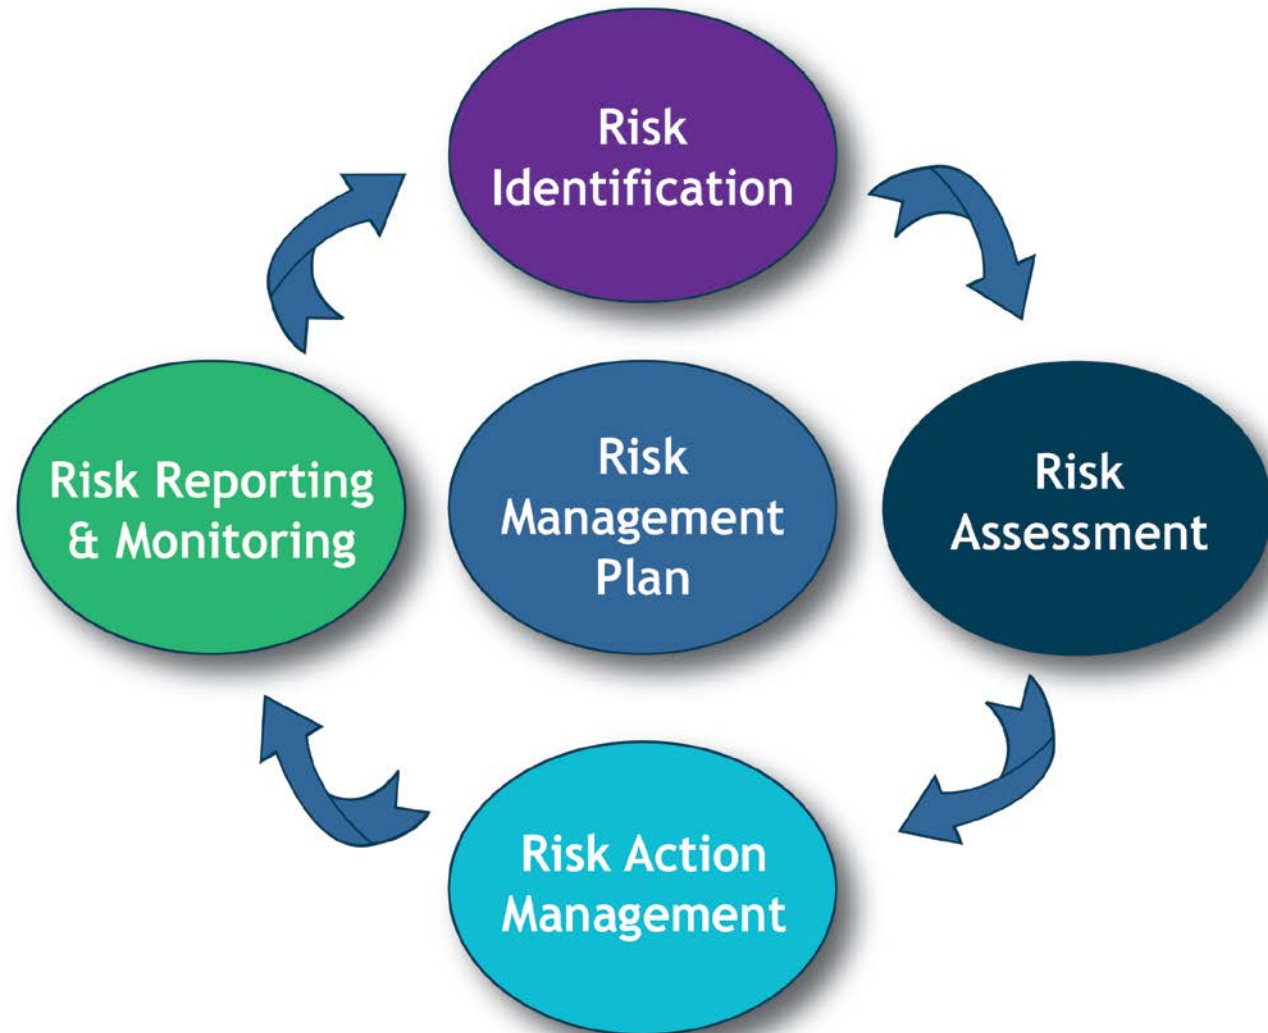 Risk
Identification
Risk Reporting
& Monitoring
Risk
Management
Plan
Risk
Assessment
Risk Action
Management